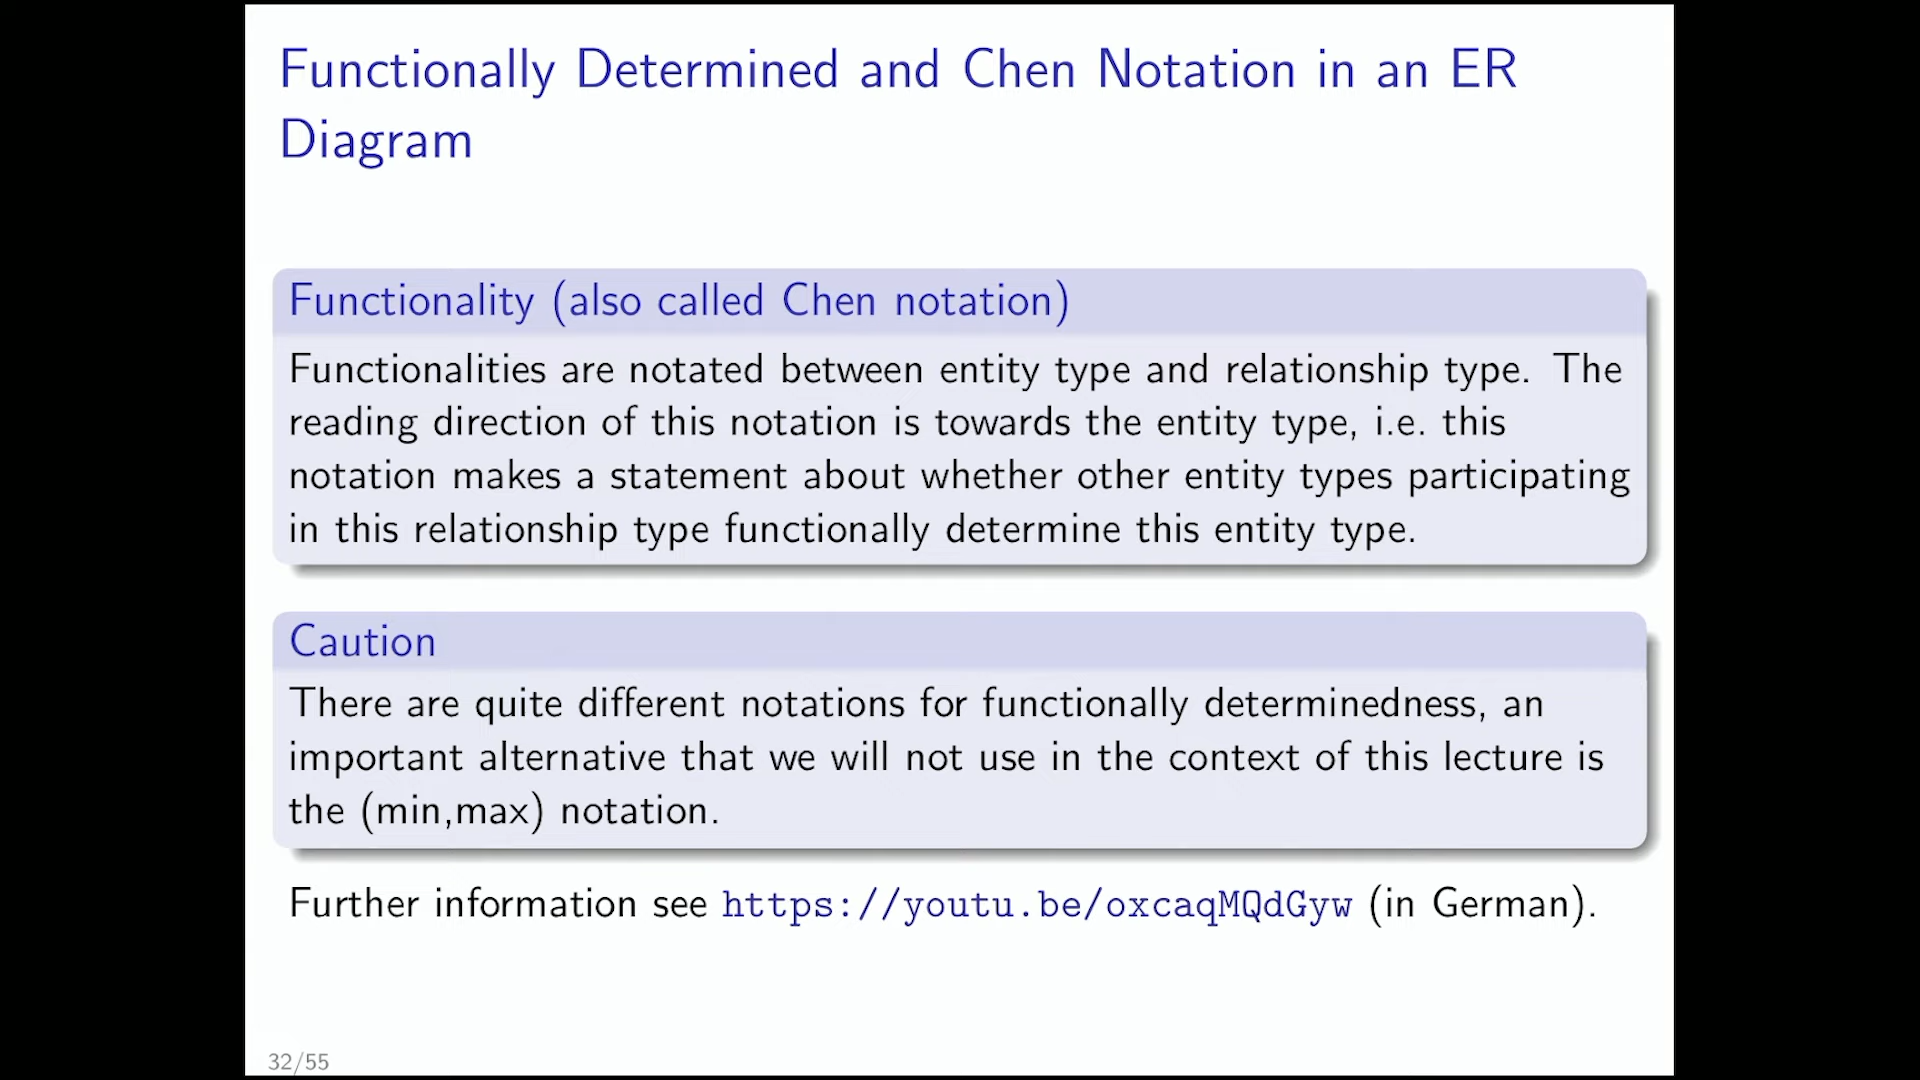 Functionally Determined and Chen Notation in an ER
Diagram
Functionality (also called Chen notation)
Functionalities are notated between entity type and relationship type. The
reading direction of this notation is towards the entity type, i.e. this
notation makes a statement about whether other entity types participating
in this relationship type functionally determine this entity type.
Caution
There are quite different notations for functionally determinedness, an
important alternative that we will not use in the context of this lecture is
the (min,max) notation.
Further information see https://youtu.be/oxcaqMQdGyw (in German).
32/55